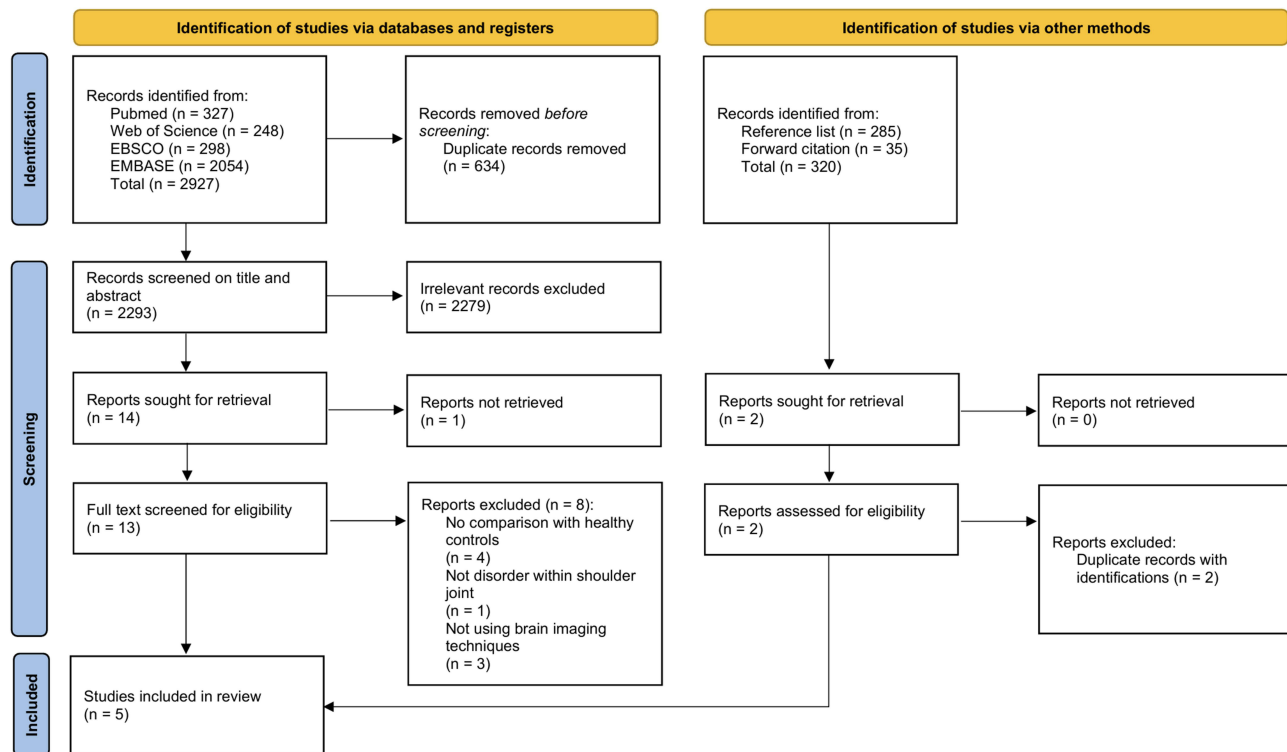 Identification of studies via databases and registers
Identification of studies via other methods
Identification
Records identified from:
Pubmed (n = 327)
Web of Science (n = 248)
EBSCO (n = 298)
EMBASE (n = 2054)
Total (n = 2927)
Records removed before
screening:
Duplicate records removed
(n = 634)
Records identified from:
Reference list (n = 285)
Forward citation (n = 35)
Total (n = 320)
Screening
Records screened on title and
abstract
(n = 2293)
Irrelevant records excluded
(n = 2279)
Reports sought for retrieval
(n = 14)
Reports not retrieved
(n = 1)
Reports sought for retrieval
(n = 2)
Reports not retrieved
(n = 0)
Full text screened for eligibility
(n = 13)
Reports excluded (n = 8):
No comparison with healthy
controls
(n = 4)
Not disorder within shoulder
joint
(n = 1)
Not using brain imaging
techniques
(n = 3)
Reports assessed for eligibility
(n = 2)
Reports excluded:
Duplicate records with
identifications (n = 2)
Included
Studies included in review
(n = 5)